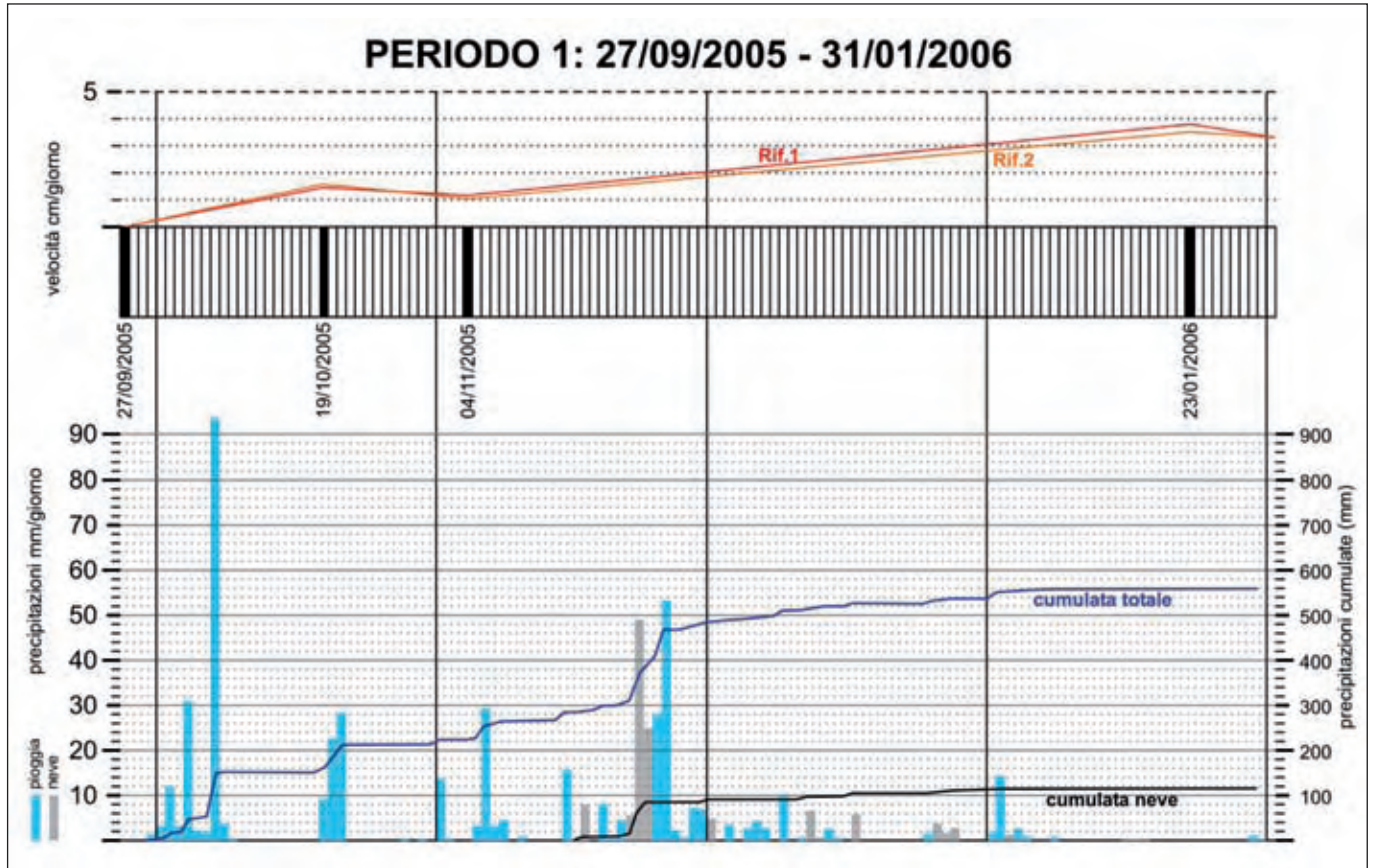 PERIODO 1: 27/09/2005 - 31/01/2006
5
velocità cm/giorno
Rif.1
Rif.2
27/09/2005
19/10/2005
04/11/2005
23/01/2006
precipitazioni mm/giorno
90
80
70
60
50
40
30
20
10
900
800
700
600
500
400
300
200
100
precipitazioni cumulate (mm)
cumulata totale
cumulata neve
pioggia
neve